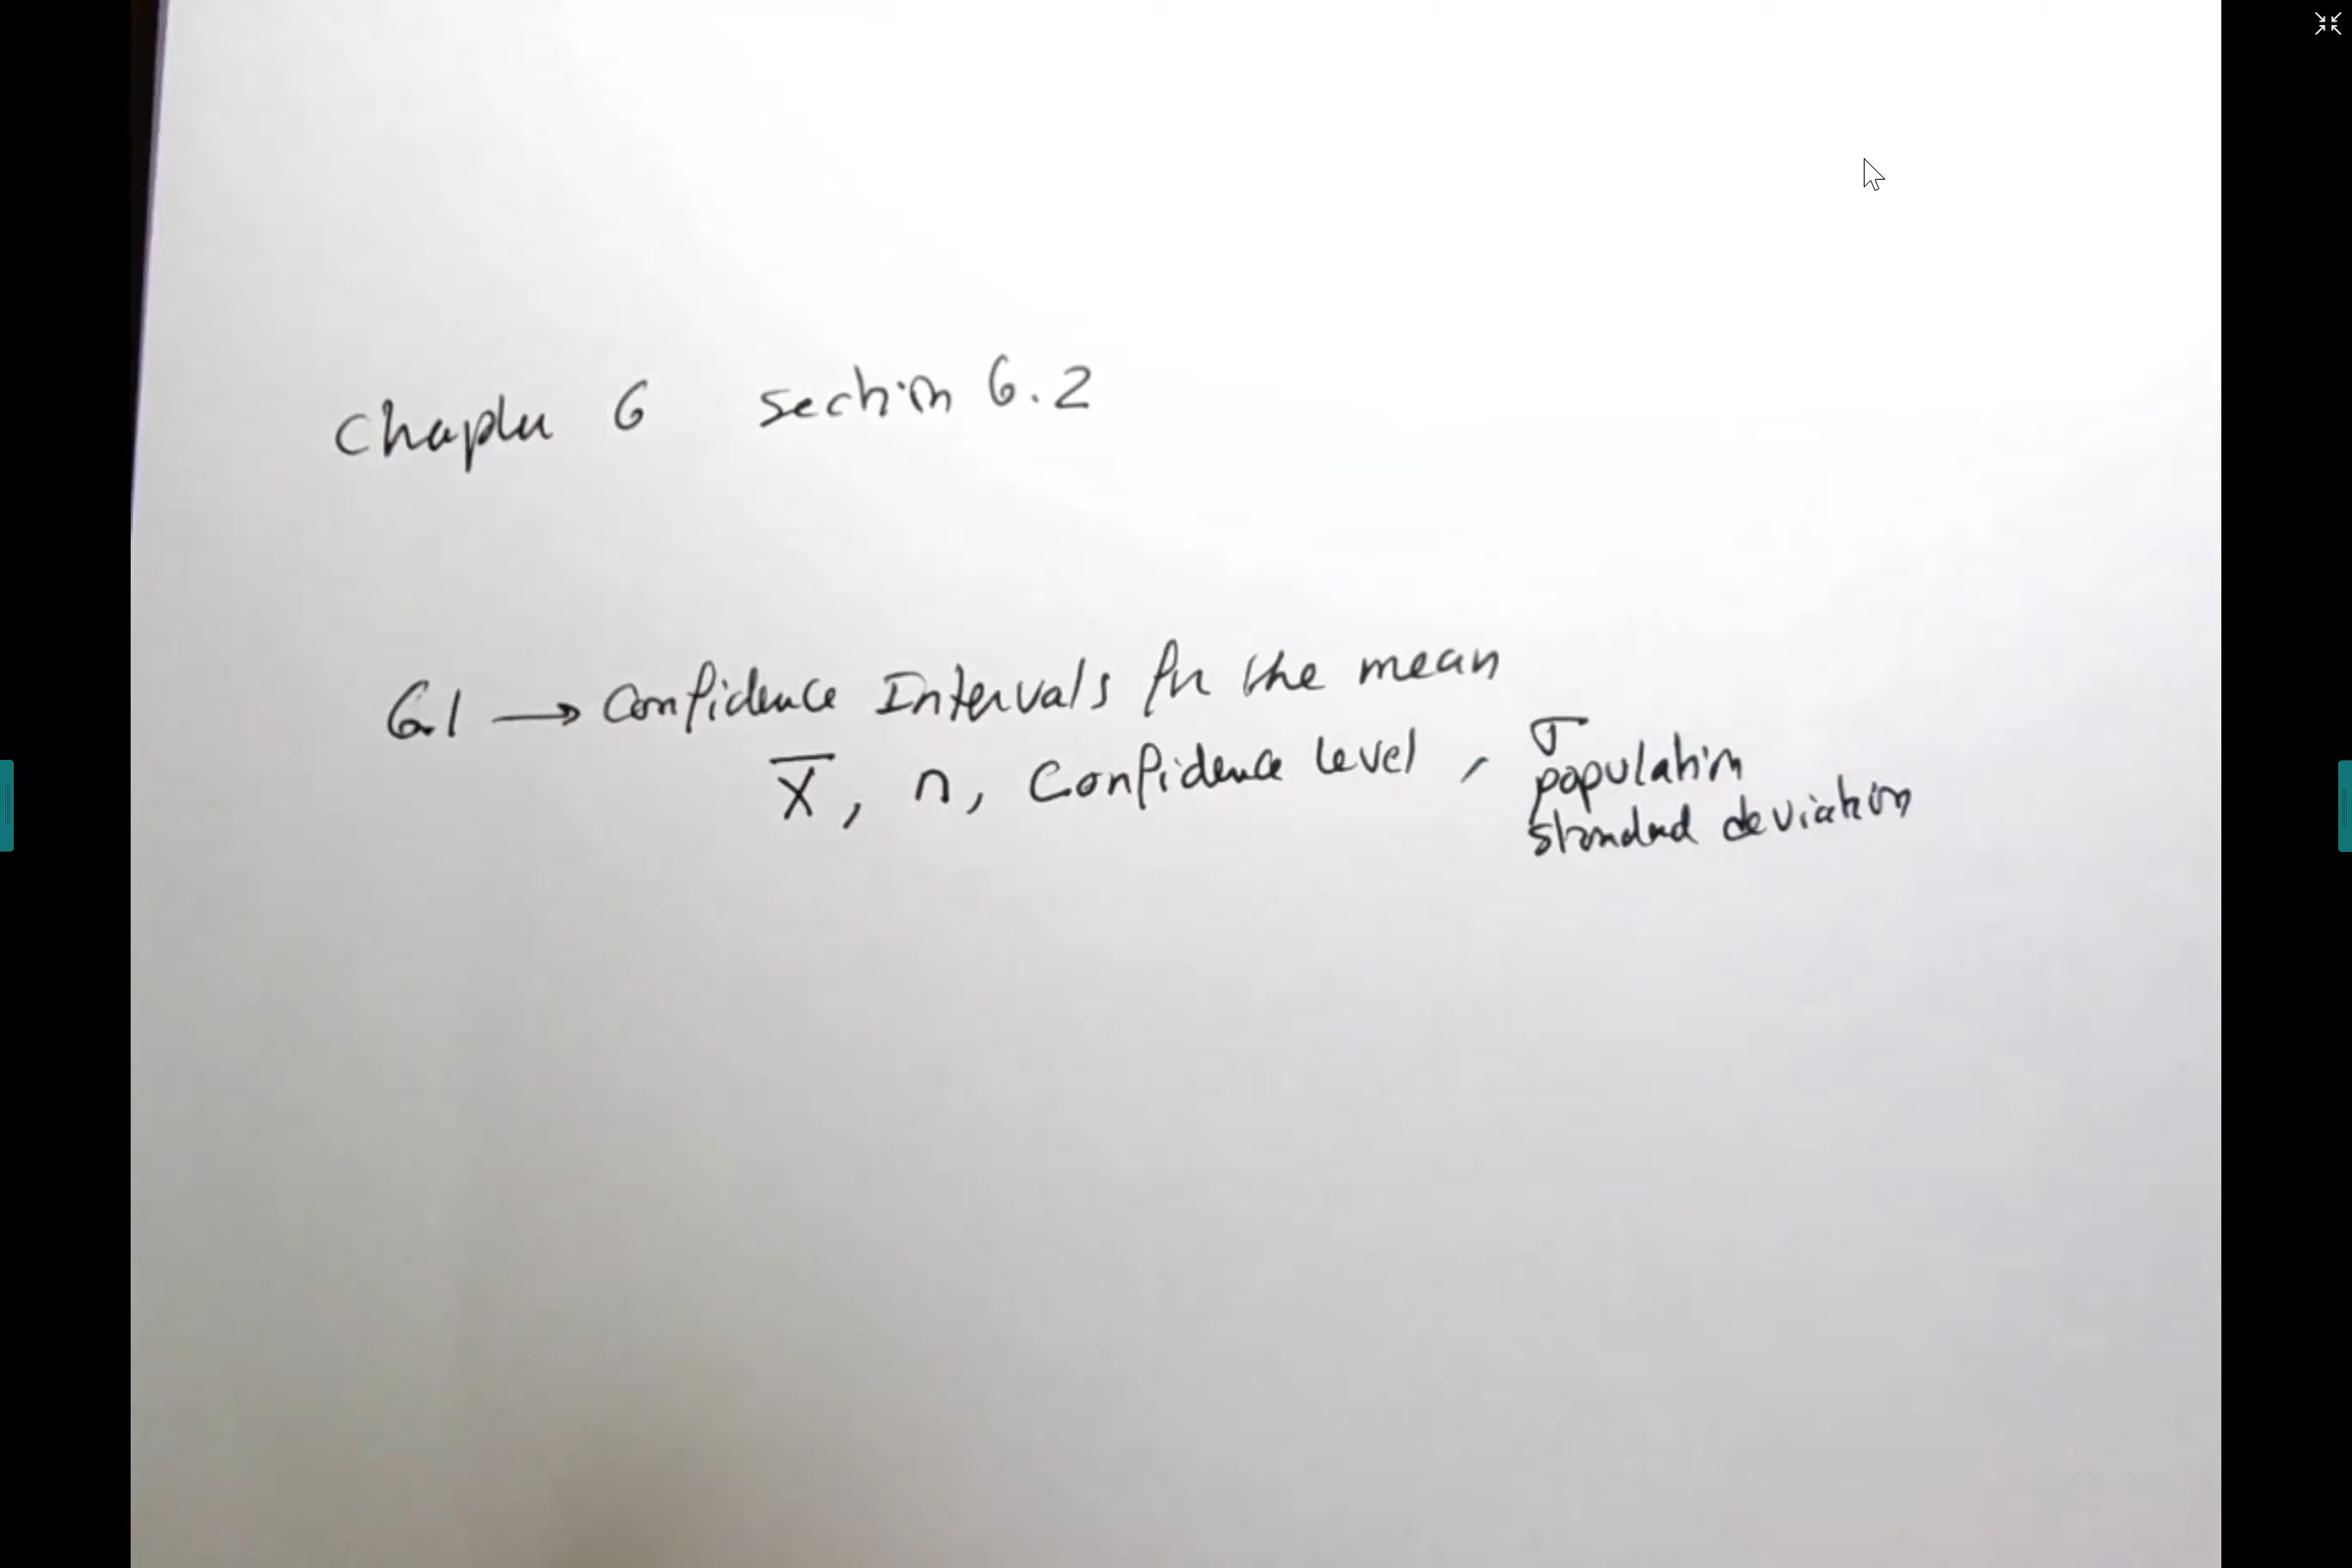 Chapter 6 section 6.2
6.1 → Confidence Intervals for the mean
X̅, n, Confidence level, σ
population
standard deviation